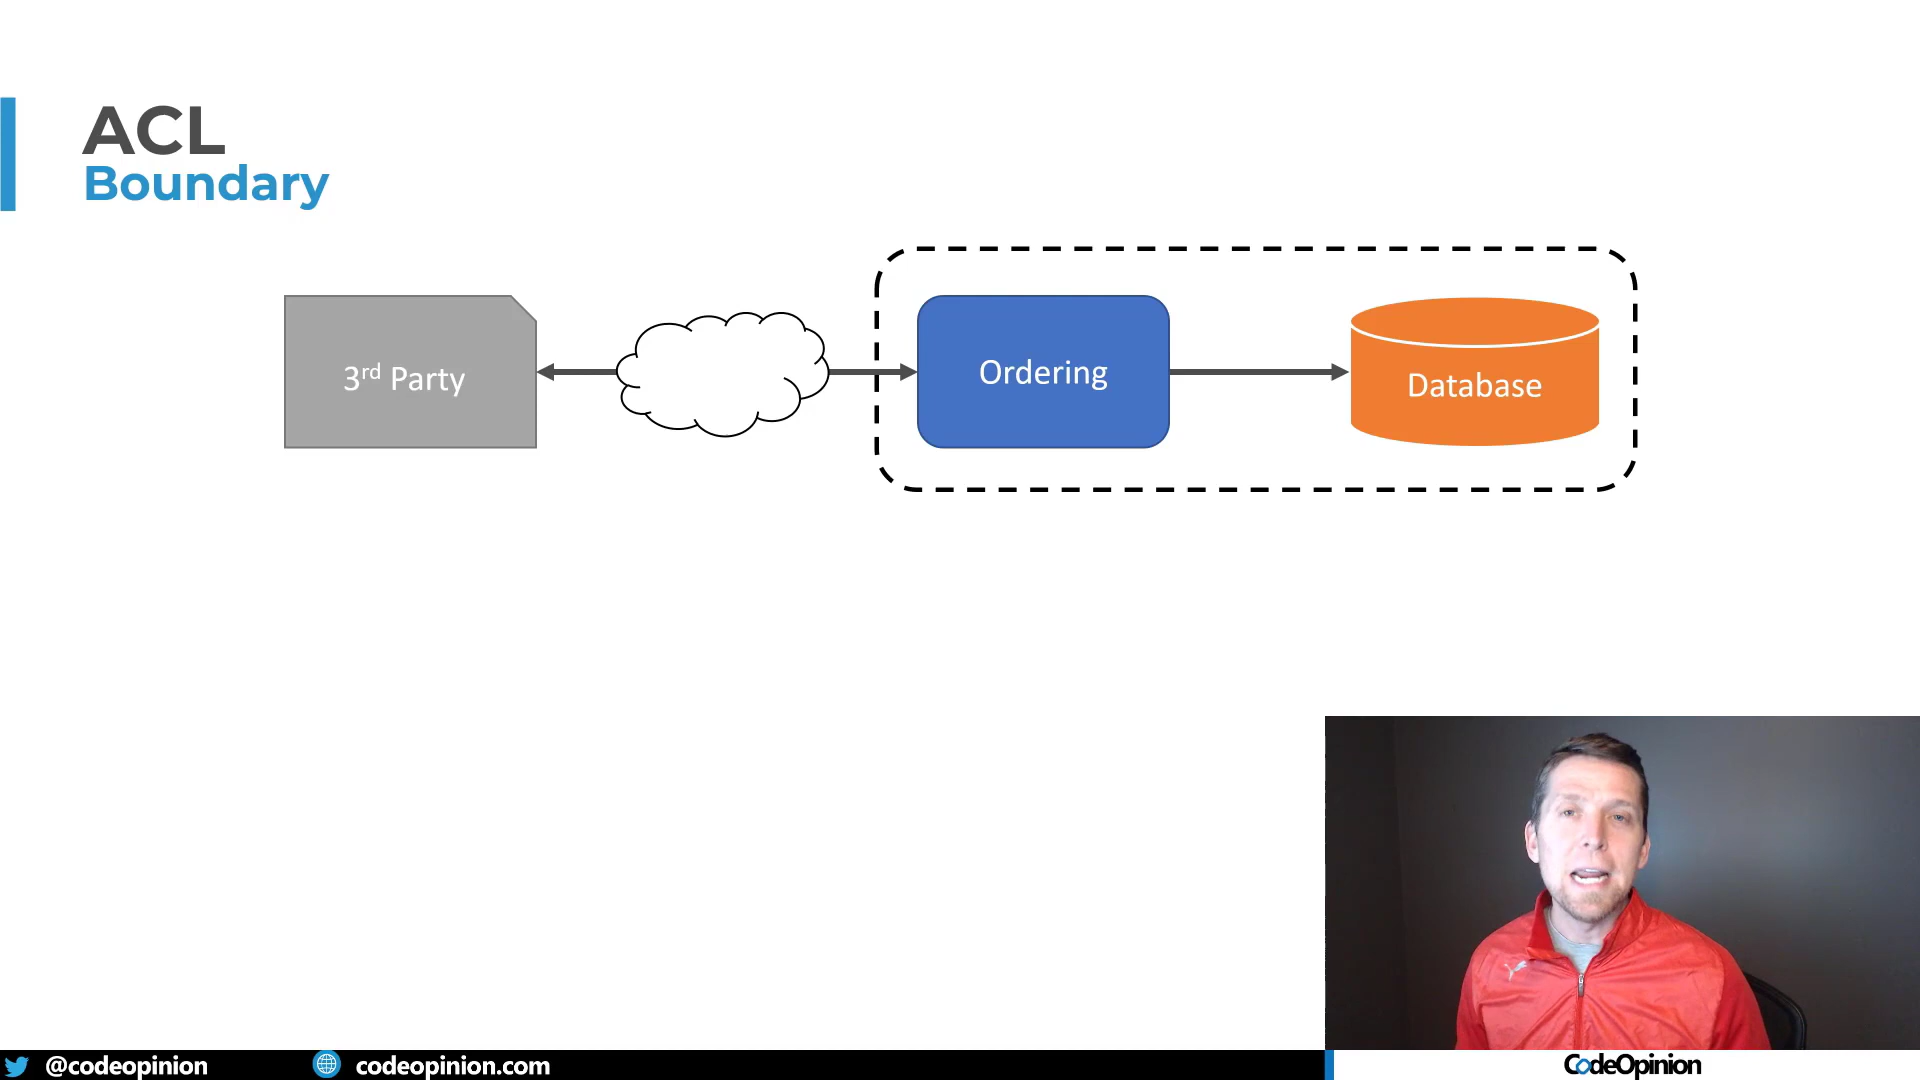 ACL
Boundary
3rd Party
Ordering
Database
@codeopinion
codeopinion.com
CodeOpinion